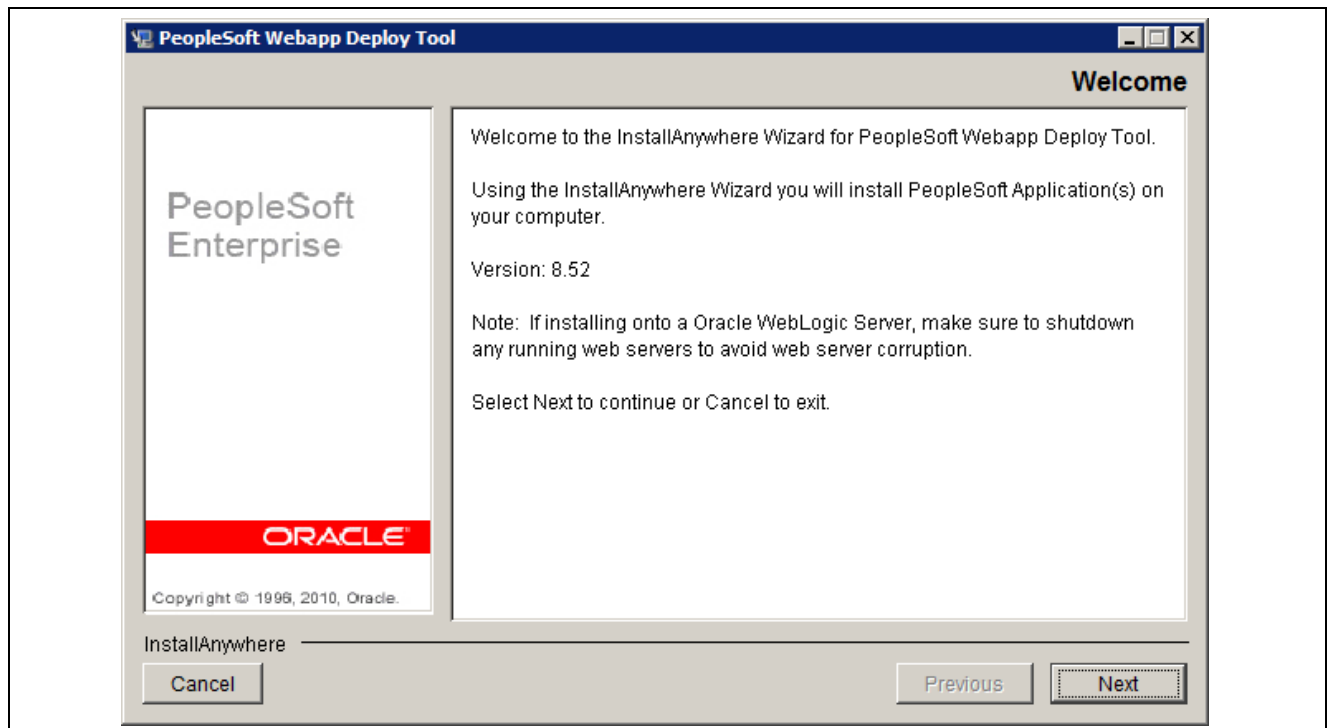 PeopleSoft Webapp Deploy Tool
Welcome
PeopleSoft
Enterprise
ORACLE
Copyright © 1996, 2010, Oracle.
Welcome to the InstallAnywhere Wizard for PeopleSoft Webapp Deploy Tool.
Using the InstallAnywhere Wizard you will install PeopleSoft Application(s) on
your computer.
Version: 8.52
Note: If installing onto a Oracle WebLogic Server, make sure to shutdown
any running web servers to avoid web server corruption.
Select Next to continue or Cancel to exit.
InstallAnywhere
Cancel
Previous
Next